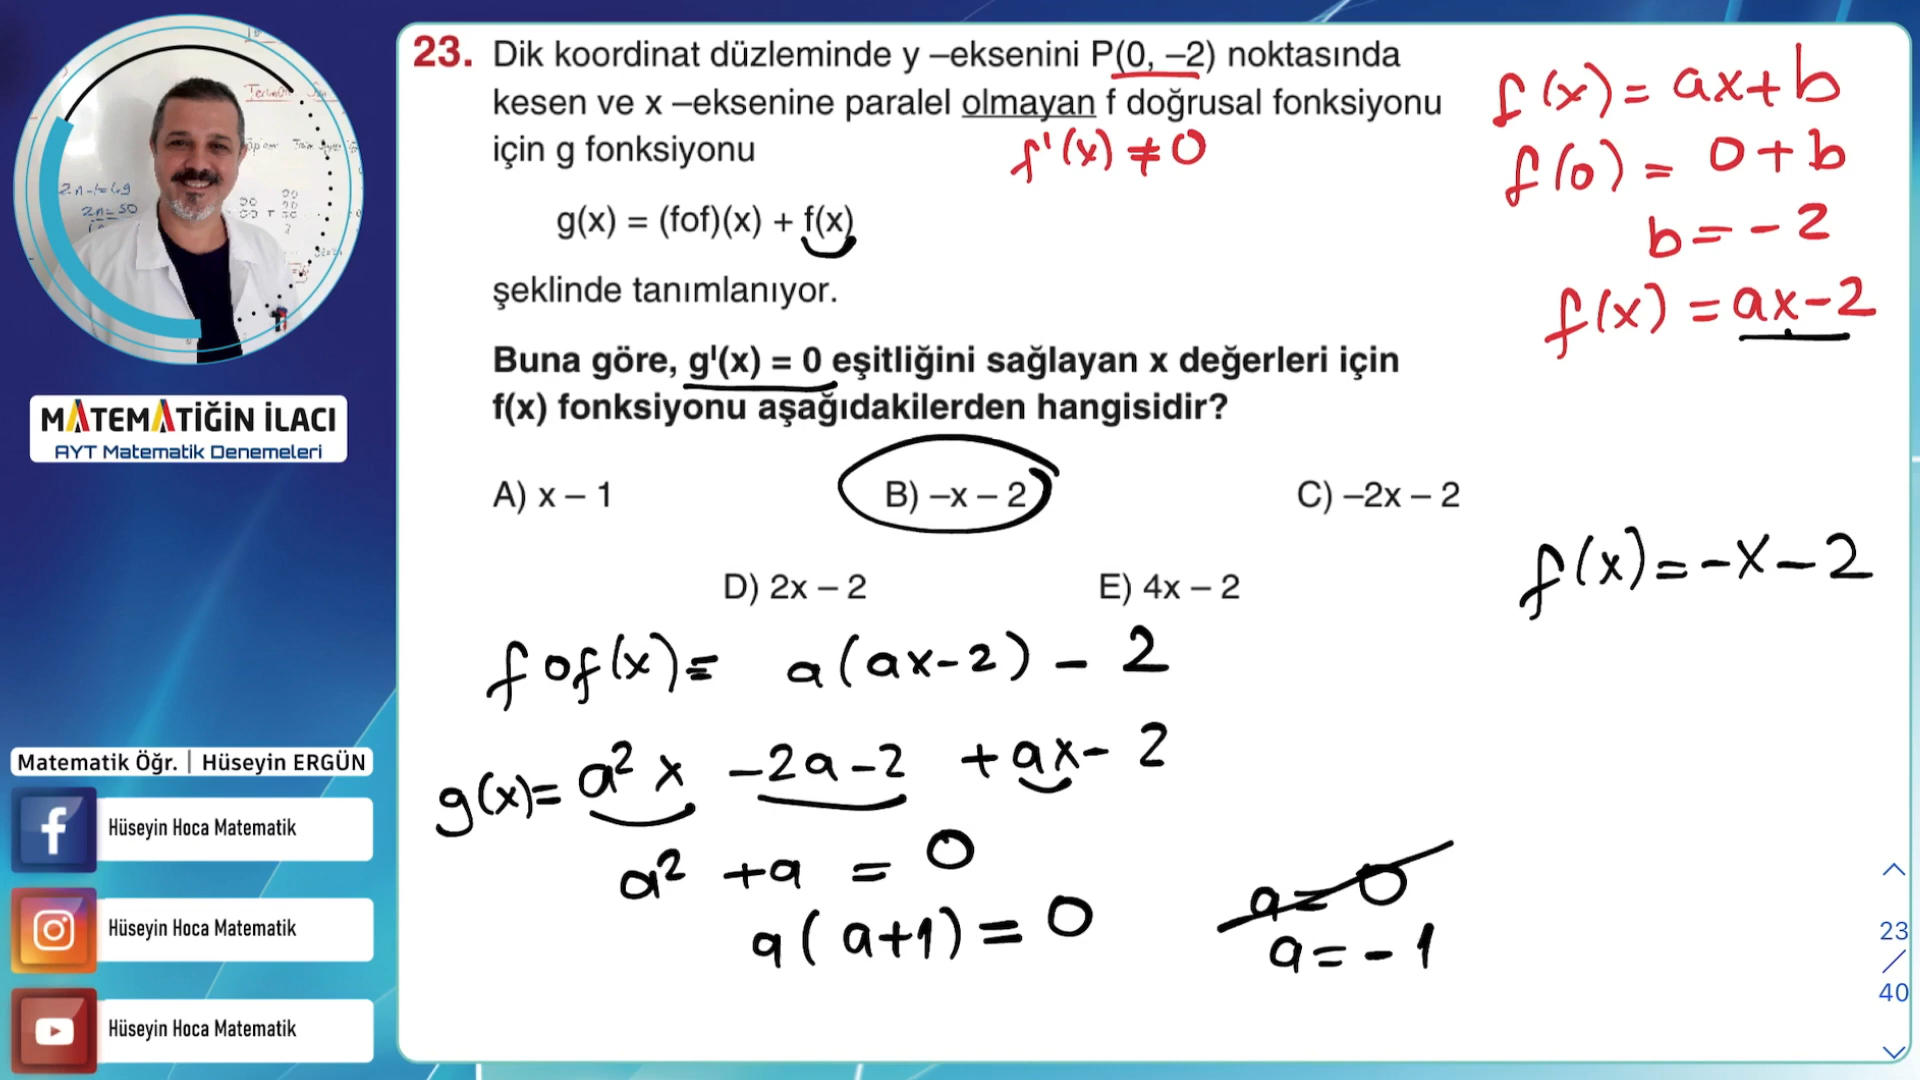 23. Dik koordinat düzleminde y –eksenini P(0, –2) noktasında
kesen ve x –eksenine paralel olmayan f doğrusal fonksiyonu
için g fonksiyonu
f'(x) ≠ 0
g(x) = (fof)(x) + f(x)
şeklinde tanımlanıyor.
Buna göre, g'(x) = 0 eşitliğini sağlayan x değerleri için
f(x) fonksiyonu aşağıdakilerden hangisidir?
A) x – 1
B) –x – 2
C) –2x – 2
D) 2x – 2
E) 4x – 2
f(x) = ax+b
f(0) = 0+b
b = -2
f(x) = ax-2
f(x) = -x-2
fof(x) = a(ax-2) - 2
g(x) = a² x -2a-2 +ax- 2
a² +a = 0
a(a+1) = 0
a = 0
a = -1
MATEMATİĞİN İLACI
AYT Matematik Denemeleri
Matematik Öğr. | Hüseyin ERGÜN
Hüseyin Hoca Matematik
Hüseyin Hoca Matematik
Hüseyin Hoca Matematik
23
/
40